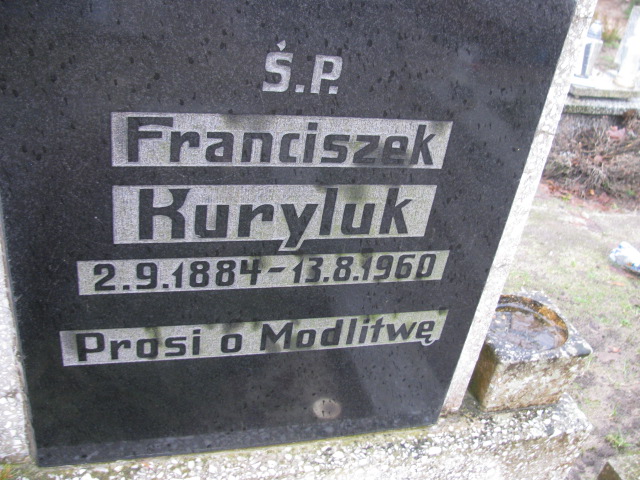 Ś.P.
Franciszek
Kuryluk
2.9.1884-13.8.1960
Prosi o Modlitwę